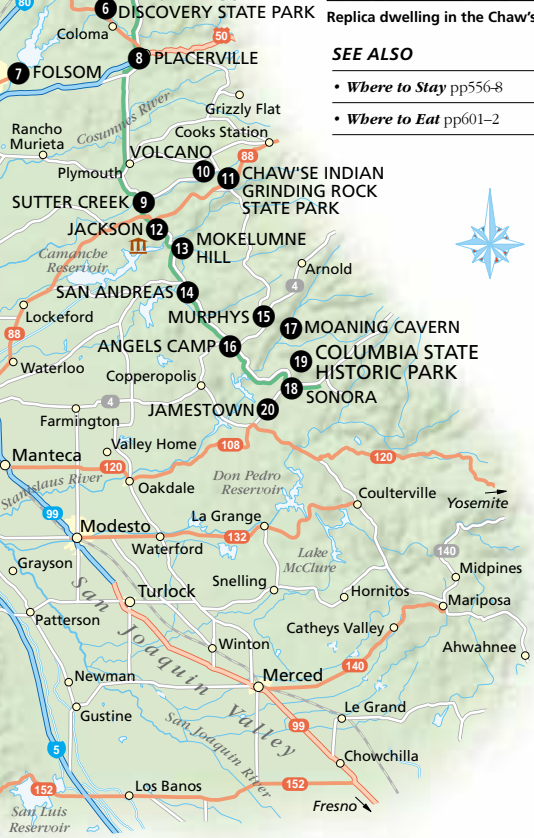 80
6 DISCOVERY STATE PARK
Coloma
50
8 PLACERVILLE
7 FOLSOM
Replica dwelling in the Chaw's
SEE ALSO
• Where to Stay pp556-8
• Where to Eat pp601–2
Grizzly Flat
Cosumnes River
Cooks Station
Rancho
Murieta
VOLCANO
88
Plymouth
10
11 CHAW'SE INDIAN
GRINDING ROCK
STATE PARK
SUTTER CREEK 9
JACKSON 12
13 MOKELUMNE
HILL
Camanche
Reservoir
Arnold
4
SAN ANDREAS 14
Lockeford
MURPHYS 15
17 MOANING CAVERN
88
ANGELS CAMP 16
19 COLUMBIA STATE
HISTORIC PARK
Waterloo
Copperopolis
18
SONORA
4
JAMESTOWN 20
Farmington
Valley Home
108
Manteca
120
120
Stanislaus River
Oakdale
Don Pedro
Reservoir
Coulterville
Yosemite
99
Modesto
La Grange
132
Waterford
Lake
McClure
140
Grayson
Midpines
Snelling
Hornitos
Turlock
Mariposa
Patterson
Catheys Valley
Winton
Ahwahnee
140
San Joaquin Valley
Newman
Merced
Gustine
Le Grand
99
San Joaquin River
5
Chowchilla
Los Banos
152
152
San Luis
Reservoir
Fresno